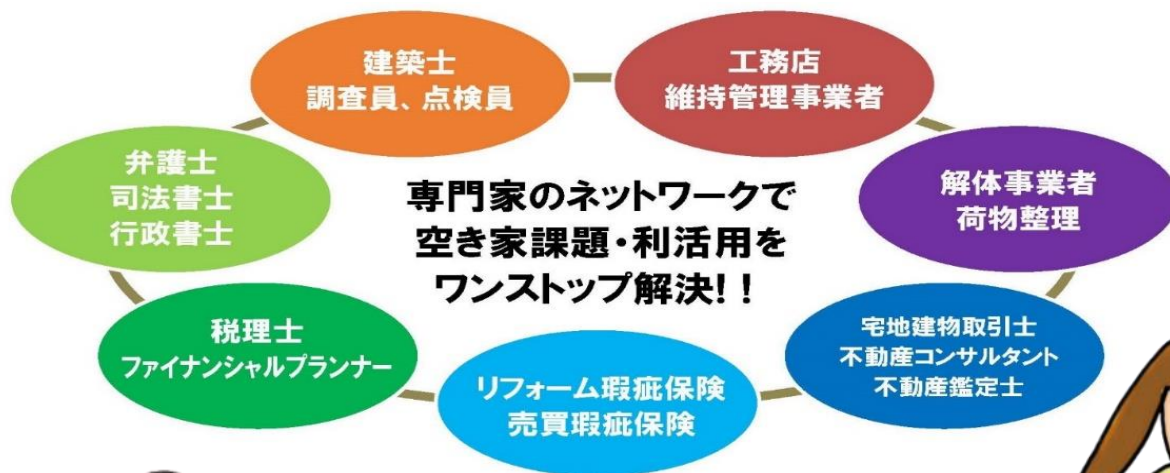 建築士
調査員、点検員
工務店
維持管理事業者
弁護士
司法書士
行政書士
専門家のネットワークで
空き家課題・利活用を
ワンストップ解決！！
解体事業者
荷物整理
税理士
ファイナンシャルプランナー
リフォーム瑕疵保険
売買瑕疵保険
宅地建物取引士
不動産コンサルタント
不動産鑑定士